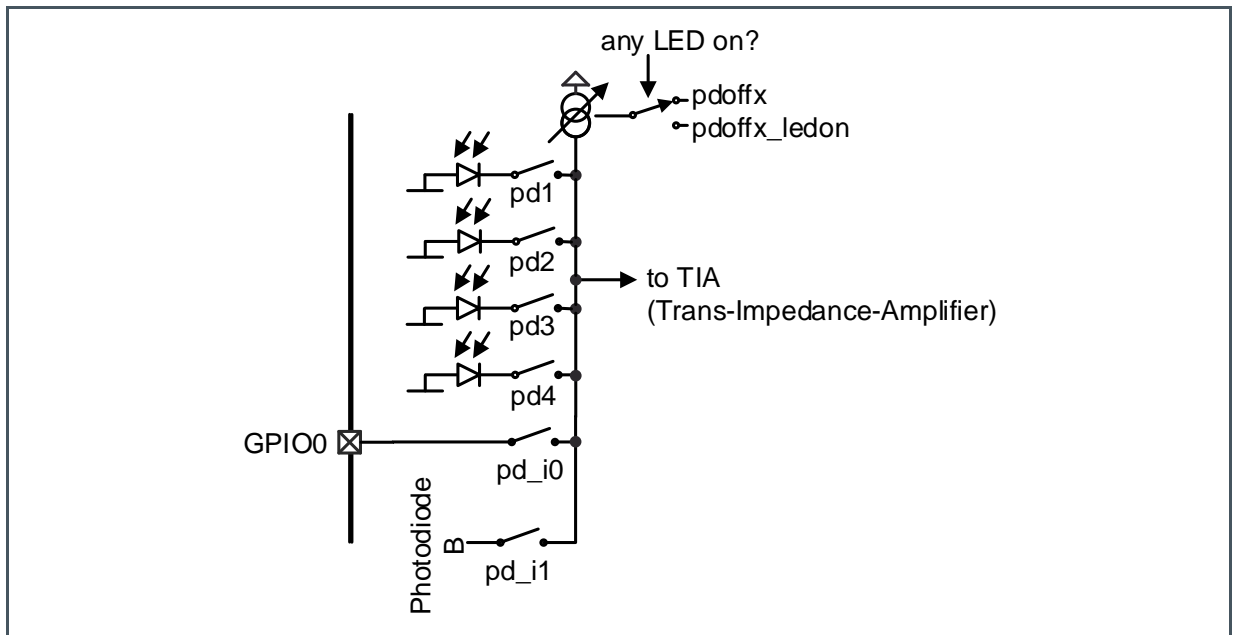 any LED on?
pdoffx
pdoffx_ledon
pd1
pd2
to TIA
(Trans-Impedance-Amplifier)
pd3
pd4
GPIO0
pd_i0
Photodiode
B
pd_i1